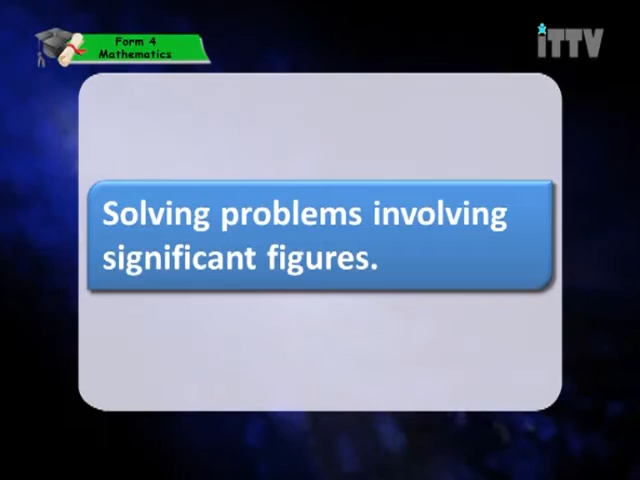 Form 4
Mathematics
iTTV
Solving problems involving
significant figures.